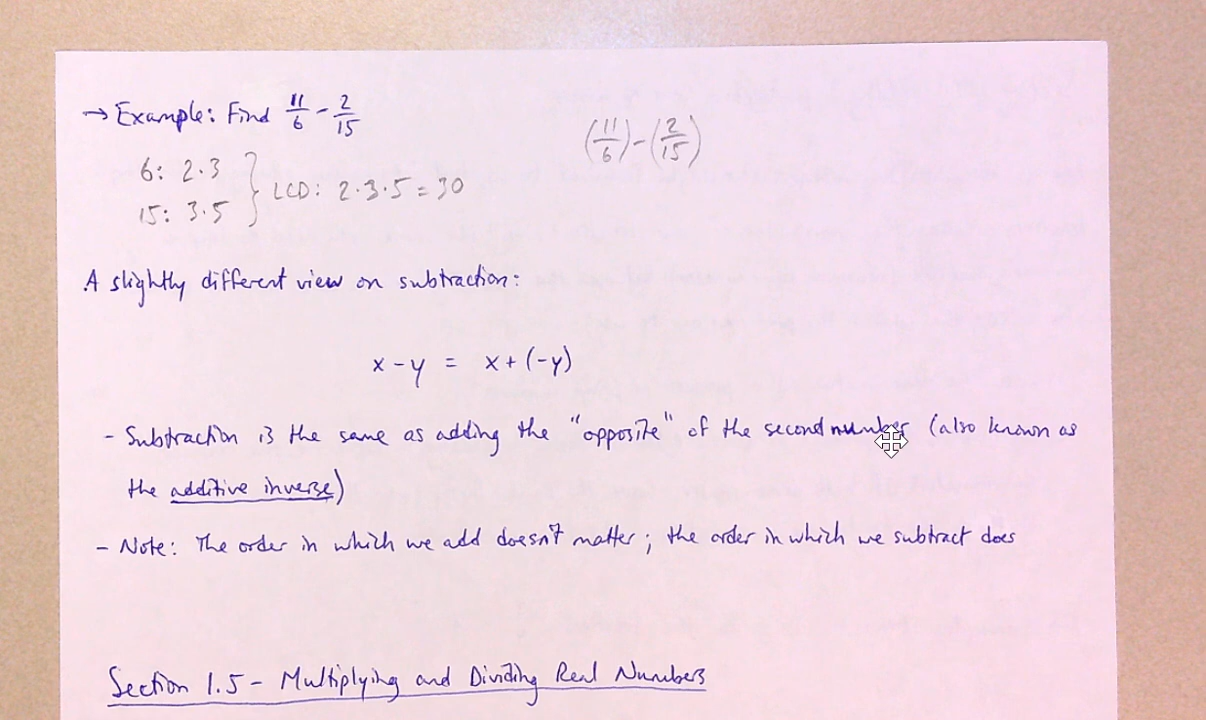 → Example: Find 11/6 - 2/15
(11/6) - (2/15)
6: 2·3
15: 3·5 } LCD: 2·3·5 = 30
A slightly different view on subtraction:
x - y = x + (-y)
- Subtraction is the same as adding the "opposite" of the second number (also known as
the additive inverse)
- Note: The order in which we add doesn't matter; the order in which we subtract does
Section 1.5 - Multiplying and Dividing Real Numbers